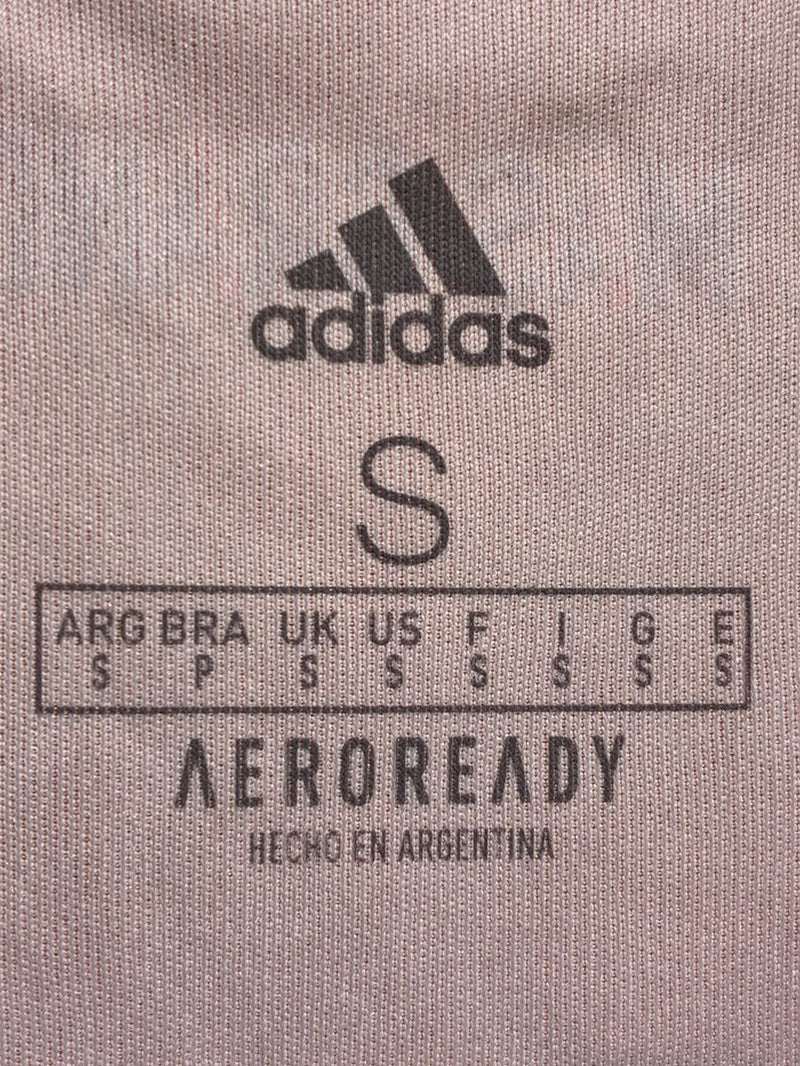 adidas
S
ARG BRA UK US F I G E
S P S S S S S S
AEROREADY
HECHO EN ARGENTINA